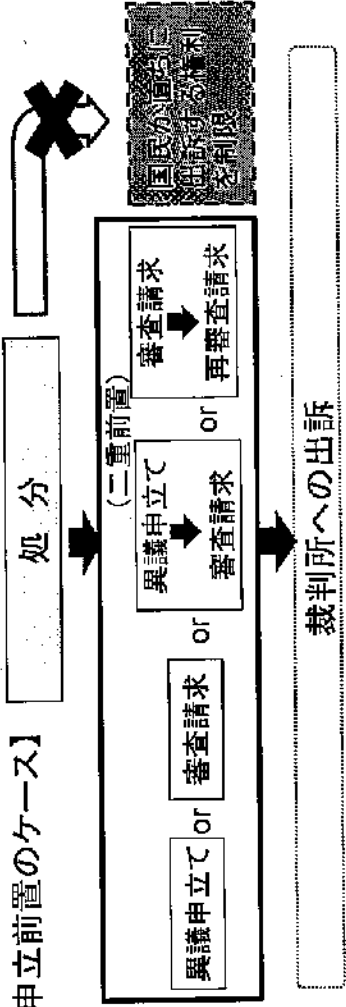 申立前置のケース】
処 分
国民が直ちに
出訴する権利
を制限
(二重前置)
異議申立て
or
審査請求
or
異議申立て
審査請求
or
審査請求
再審査請求
裁判所への出訴